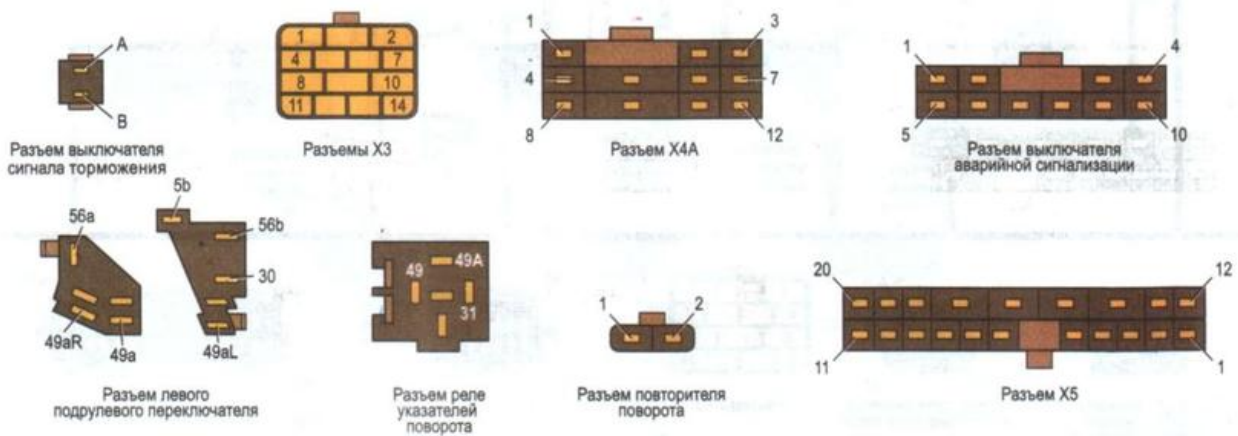 A
B
Разъем выключателя
сигнала торможения
1 2
4 7
8 10
11 14
Разъемы X3
1 3
4 7
8 12
Разъем X4A
1 4
5 10
Разъем выключателя
аварийной сигнализации
56a
49aR
49a
5b
56b
30
49aL
Разъем левого
подрулевого переключателя
49 49A
31
Разъем реле
указателей
поворота
1 2
Разъем повторителя
поворота
20 12
11 1
Разъем X5